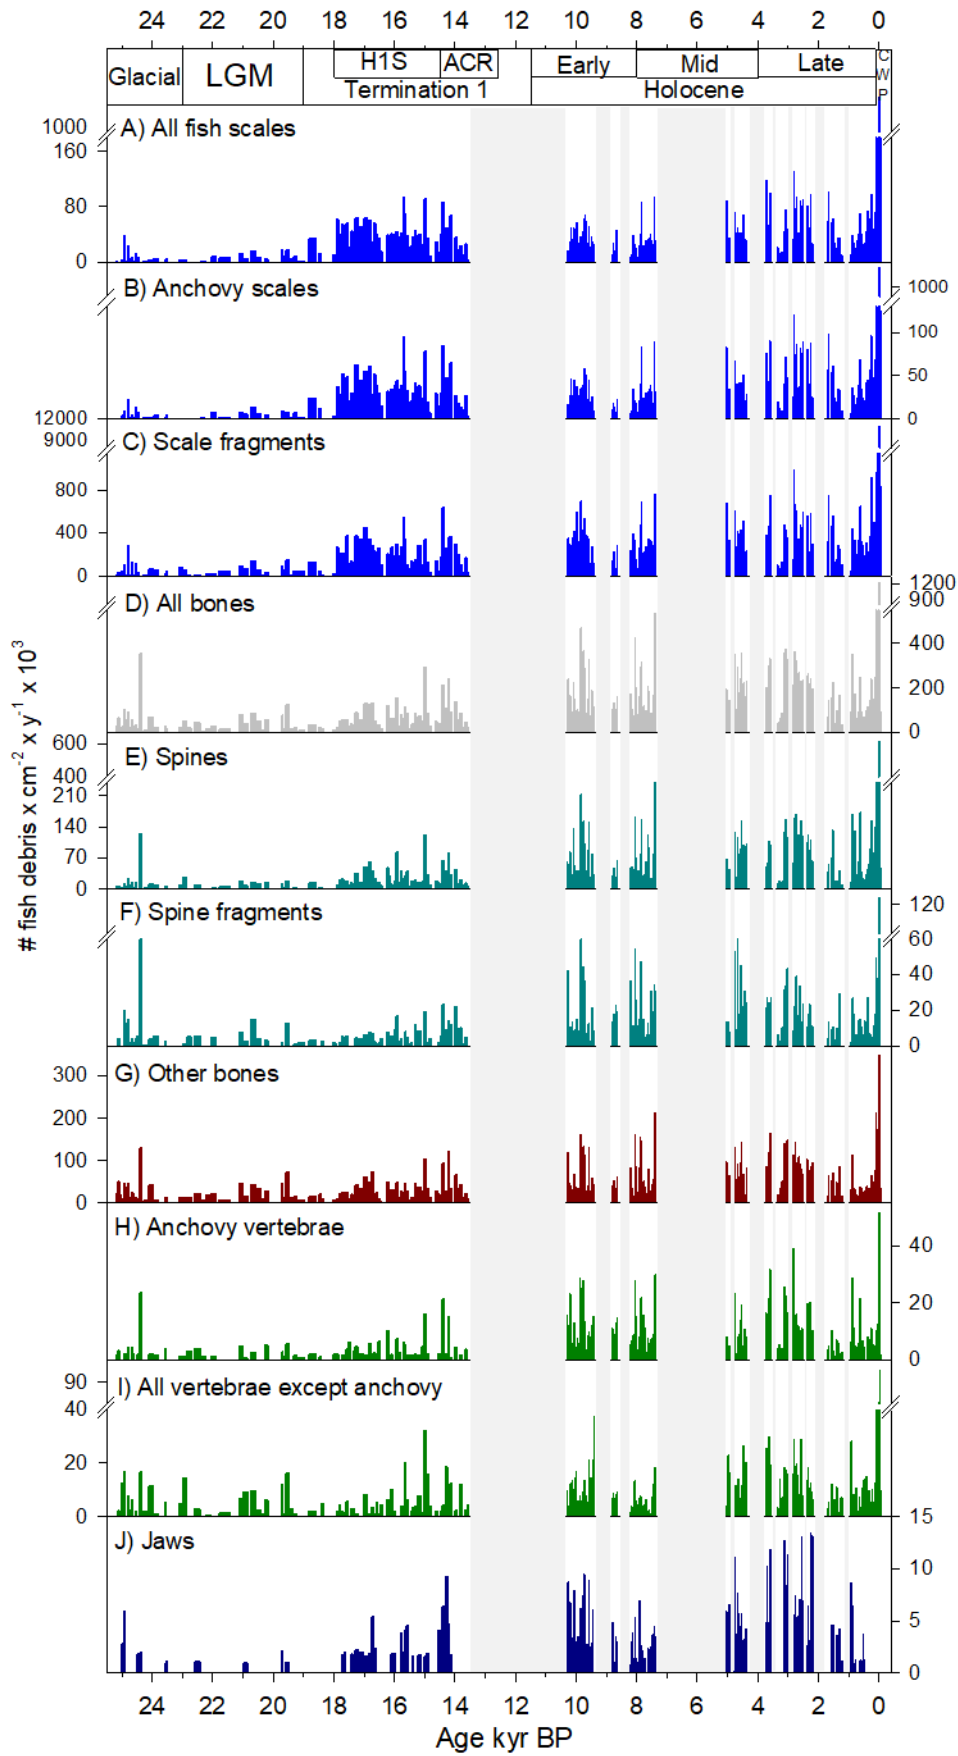 24 22 20 18 16 14 12 10 8 6 4 2 0
Glacial LGM H1S ACR Early Mid Late C
W
P
Termination 1 Holocene
A) All fish scales
1000
160
80
0
B) Anchovy scales
1000
100
50
0
12000
9000
C) Scale fragments
800
400
0
1200
900
D) All bones
400
200
0
# fish debris x cm-2 x y-1 x 103
600
400
E) Spines
210
140
70
0
F) Spine fragments
120
60
40
20
0
G) Other bones
300
200
100
0
H) Anchovy vertebrae
40
20
0
90
I) All vertebrae except anchovy
40
20
0
15
J) Jaws
10
5
0
24 22 20 18 16 14 12 10 8 6 4 2 0
Age kyr BP